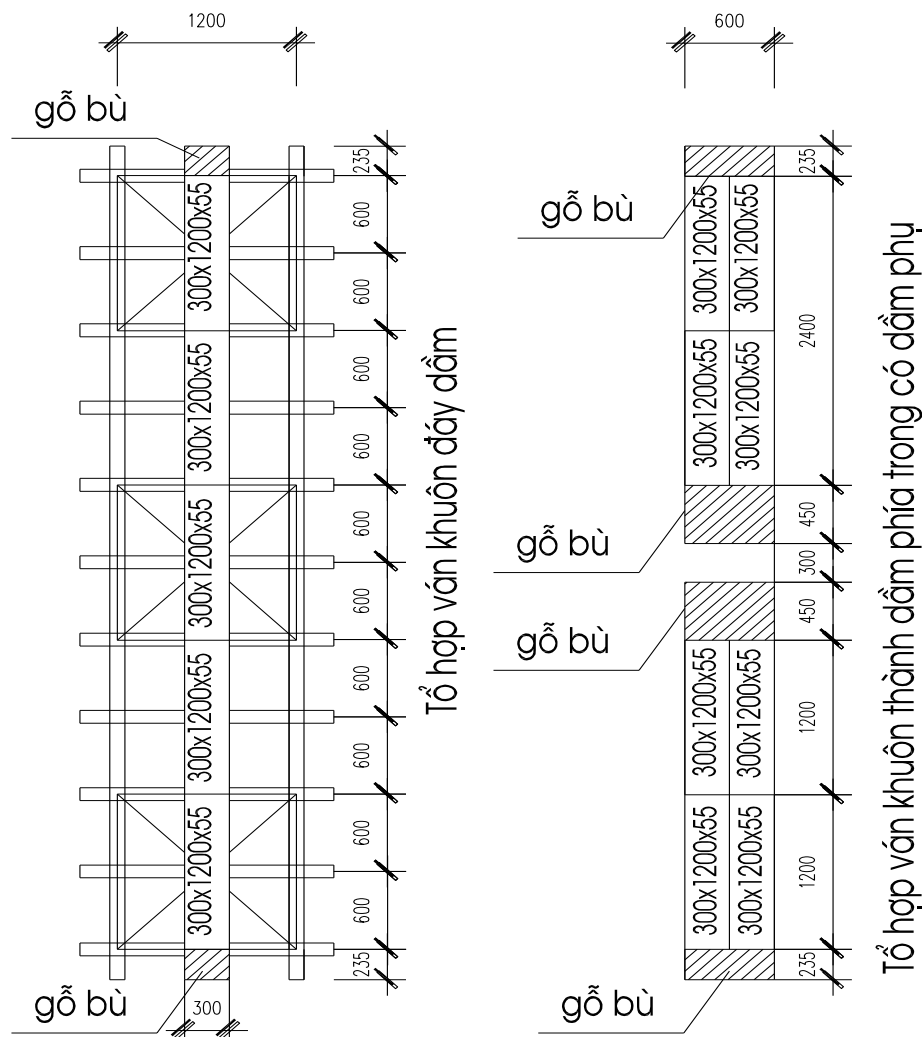 1200
gỗ bù
300x1200x55
300x1200x55
300x1200x55
300x1200x55
300x1200x55
235
600
600
600
600
600
600
600
600
600
600
235
gỗ bù
300
Tổ hợp ván khuôn đáy dầm
600
gỗ bù
300x1200x55
300x1200x55
300x1200x55
300x1200x55
gỗ bù
gỗ bù
300x1200x55
300x1200x55
300x1200x55
300x1200x55
gỗ bù
235
2400
450
300
450
1200
1200
235
Tổ hợp ván khuôn thành dầm phía trong có dầm phụ